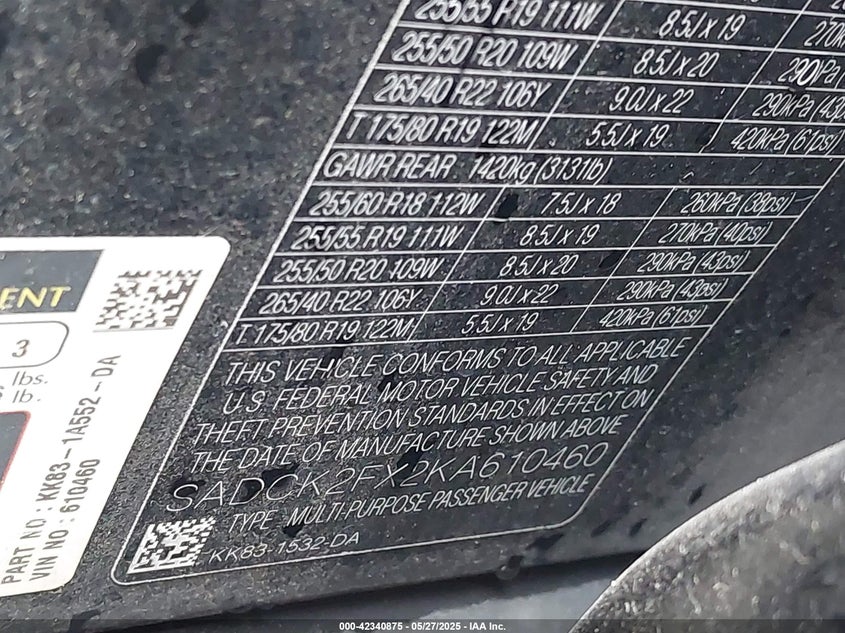 255/55 R19 111W 8.5J x 19 270kPa
255/50 R20 109W 8.5J x 20 290kPa
265/40 R22 106Y 9.0J x 22 290kPa (43psi
T 175/80 R19 122M 5.5J x 19 420kPa (61psi)
GAWR REAR 1420kg (3131lb)
255/60 R18 112W 7.5J x 18 260kPa (38psi)
255/55 R19 111W 8.5J x 19 270kPa (40psi)
255/50 R20 109W 8.5J x 20 290kPa (43psi)
265/40 R22 106Y 9.0J x 22 290kPa (43psi)
T 175/80 R19 122M 5.5J x 19 420kPa (61psi)
THIS VEHICLE CONFORMS TO ALL APPLICABLE
U.S. FEDERAL MOTOR VEHICLE SAFETY AND
THEFT PREVENTION STANDARDS IN EFFECT ON
THE DATE OF MANUFACTURE SHOWN ABOVE
SADCK2FX2KA610460
TYPE MULTI-PURPOSE PASSENGER VEHICLE
KK83-1532-DA
ENT
3
lbs.
lb.
PART NO : KK83 - 1A552 - DA
VIN NO : 610460
000-42340875 — 05/27/2025 — IAA Inc.